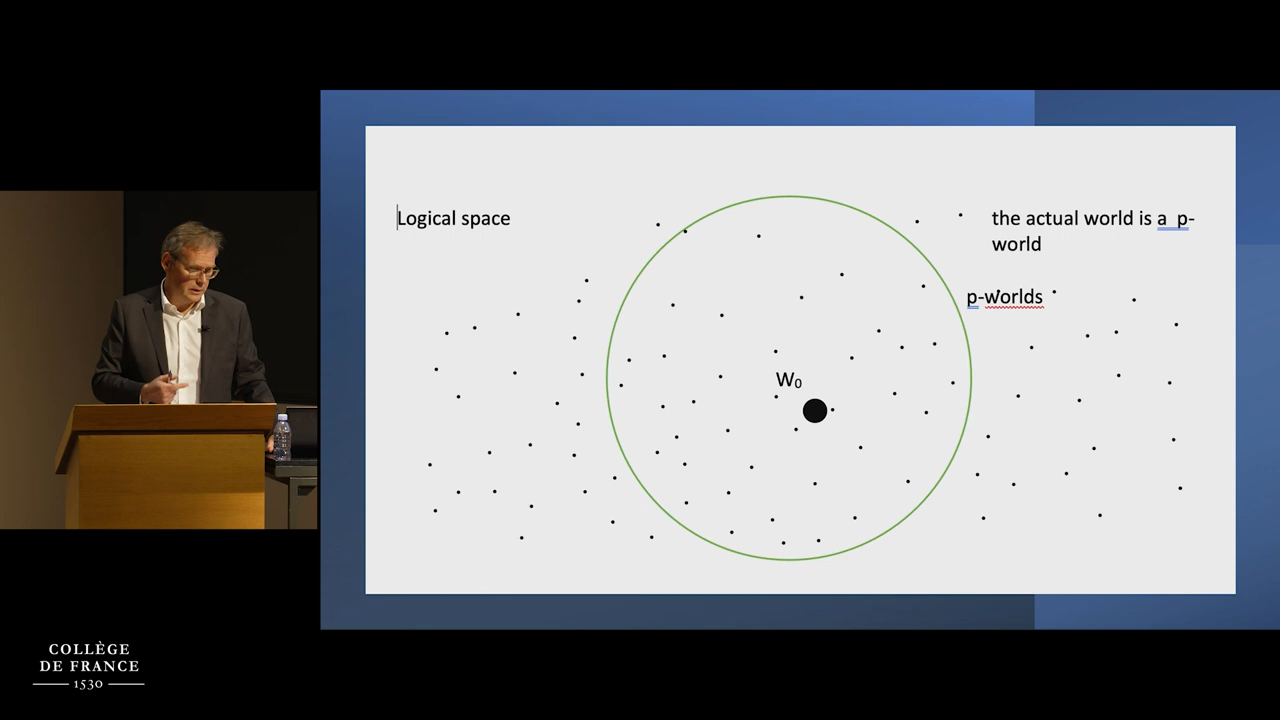 Logical space
the actual world is a p-
world
p-worlds
W₀
COLLÈGE
DE FRANCE
1530